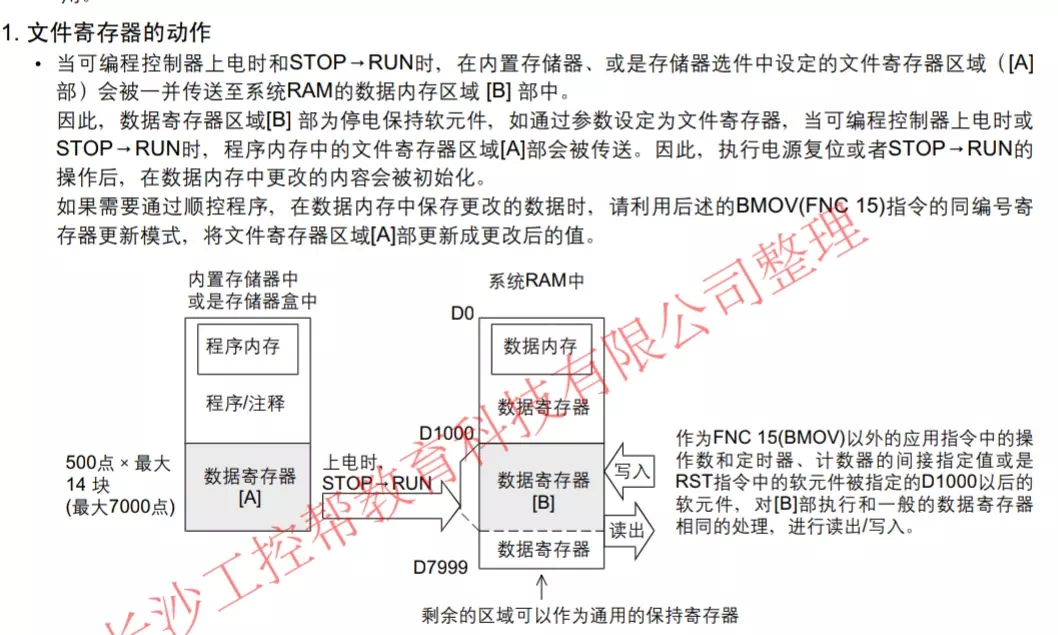 1. 文件寄存器的动作
• 当可编程控制器上电时和STOP→RUN时，在内置存储器、或是存储器选件中设定的文件寄存器区域（[A]
部）会被一并传送至系统RAM的数据内存区域 [B] 部中。
因此，数据寄存器区域[B] 部为停电保持软元件，如通过参数设定为文件寄存器，当可编程控制器上电时或
STOP→RUN时，程序内存中的文件寄存器区域[A]部会被传送。因此，执行电源复位或者STOP→RUN的
操作后，在数据内存中更改的内容会被初始化。
如果需要通过顺控程序，在数据内存中保存更改的数据时，请利用后述的BMOV(FNC 15)指令的同编号寄
存器更新模式，将文件寄存器区域[A]部更新成更改后的值。
内置存储器中
或是存储器盒中
系统RAM中
D0
程序内存
数据内存
程序/注释
数据寄存器
D1000
500点 × 最大
14 块
(最大7000点)
数据寄存器
[A]
上电时，
STOP→RUN
数据寄存器
[B]
写入
读出
作为FNC 15(BMOV)以外的应用指令中的操
作数和定时器、计数器的间接指定值或是
RST指令中的软元件被指定的D1000以后的
软元件，对[B]部执行和一般的数据寄存器
相同的处理，进行读出/写入。
数据寄存器
D7999
剩余的区域可以作为通用的保持寄存器
长沙工控帮教育科技有限公司整理